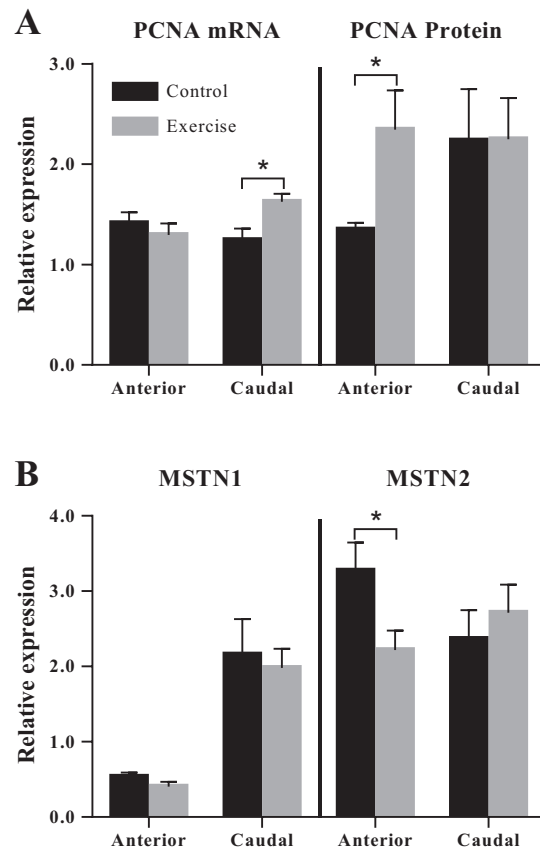 A
PCNA mRNA PCNA Protein
3.0
2.0
1.0
0.0
Relative expression
Control
Exercise
*
*
Anterior Caudal Anterior Caudal
B
MSTN1 MSTN2
4.0
3.0
2.0
1.0
0.0
Relative expression
*
Anterior Caudal Anterior Caudal